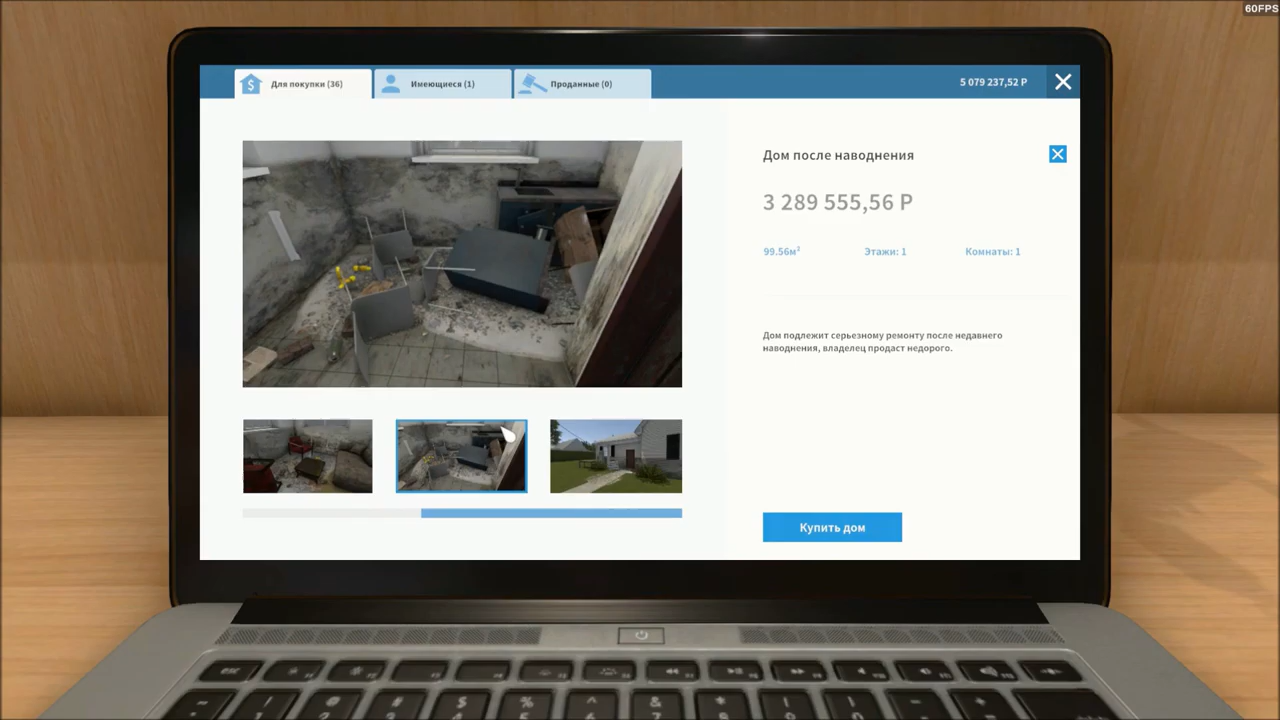 60FPS
Для покупки (36)
Имеющиеся (1)
Проданные (0)
5 079 237,52 Р
Дом после наводнения
3 289 555,56 Р
99.56м²
Этажи: 1
Комнаты: 1
Дом подлежит серьезному ремонту после недавнего
наводнения, владелец продаст недорого.
Купить дом
esc